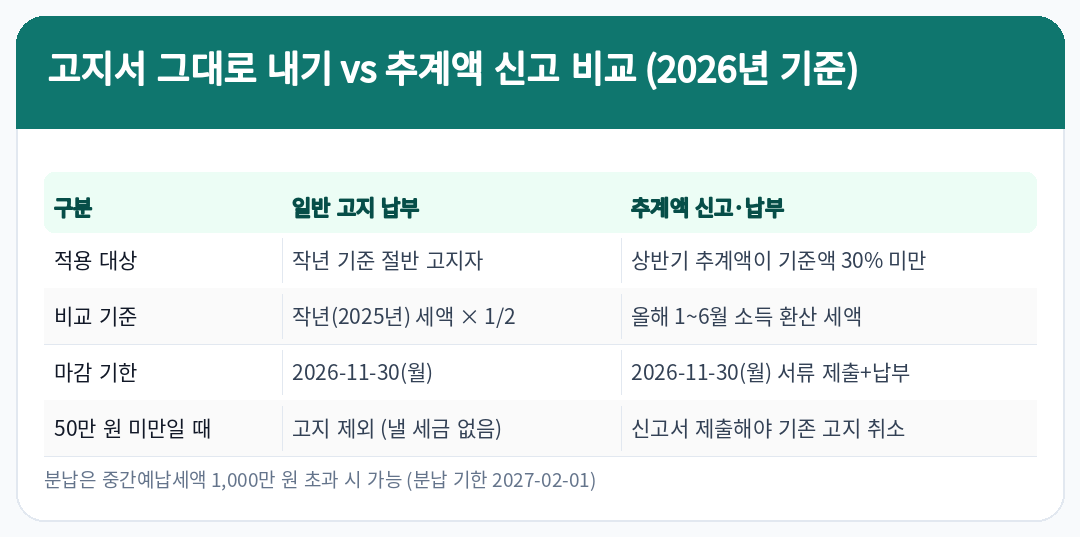 고지서 그대로 내기 vs 추계액 신고 비교 (2026년 기준)
구분 일반 고지 납부 추계액 신고·납부
적용 대상 작년 기준 절반 고지자 상반기 추계액이 기준액 30% 미만
비교 기준 작년(2025년) 세액 × 1/2 올해 1~6월 소득 환산 세액
마감 기한 2026-11-30(월) 2026-11-30(월) 서류 제출+납부
50만 원 미만일 때 고지 제외 (낼 세금 없음) 신고서 제출해야 기존 고지 취소
분납은 중간예납세액 1,000만 원 초과 시 가능 (분납 기한 2027-02-01)